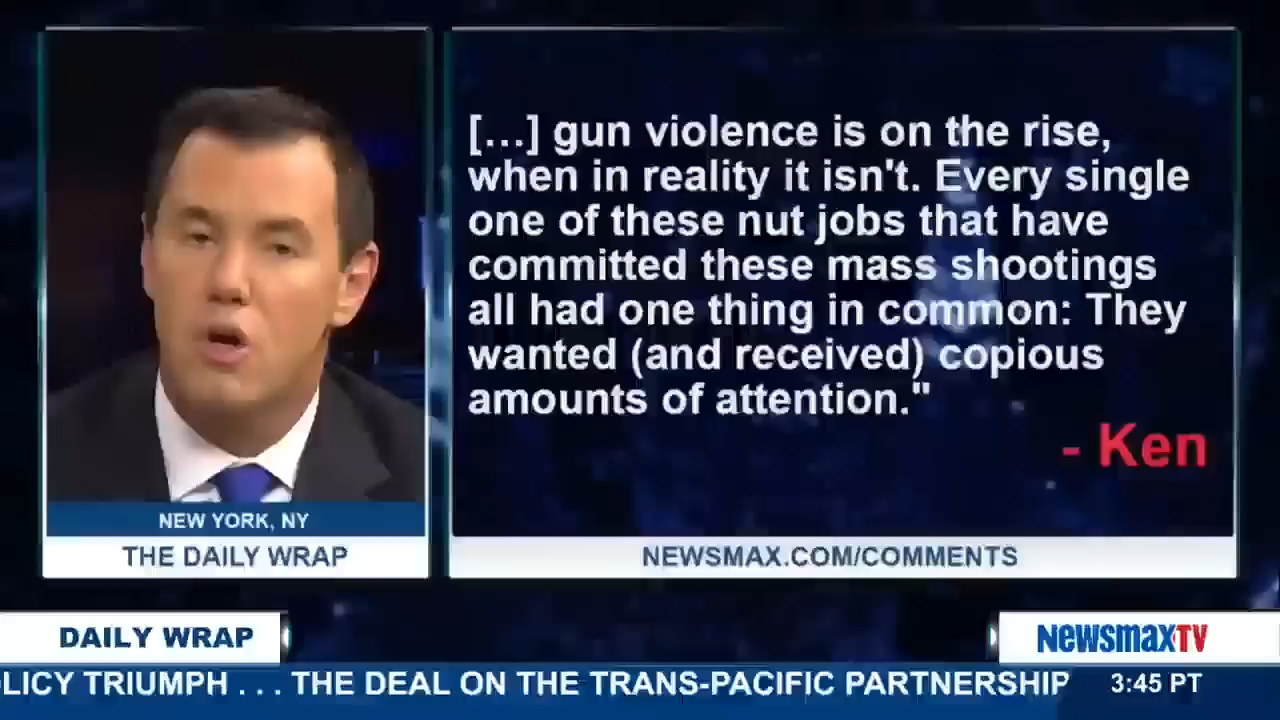 [...] gun violence is on the rise,
when in reality it isn't. Every single
one of these nut jobs that have
committed these mass shootings
all had one thing in common: They
wanted (and received) copious
amounts of attention."
- Ken
NEW YORK, NY
THE DAILY WRAP
NEWSMAX.COM/COMMENTS
DAILY WRAP
NEWSMAXTV
LICY TRIUMPH . . . THE DEAL ON THE TRANS-PACIFIC PARTNERSHIP
3:45 PT